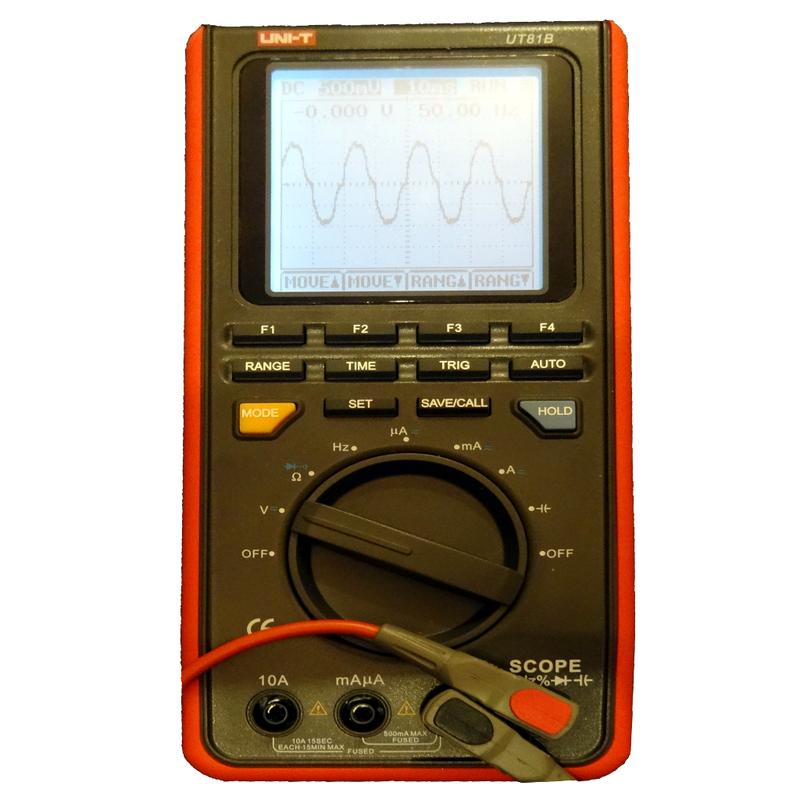 UNI-T UT81B
DC 500mV 10ms RUN
-0.000 V 50.00 Hz
MOVE▲ MOVE▼ RANG▲ RANG▼
F1 F2 F3 F4
RANGE TIME TRIG AUTO
MODE SET SAVE/CALL HOLD
Hz µA mA
Ω A
V
OFF OFF
CE
SCOPE
10A mAµA Hz%
10A 15SEC
EACH-15MIN MAX
500mA MAX
FUSED
FUSED